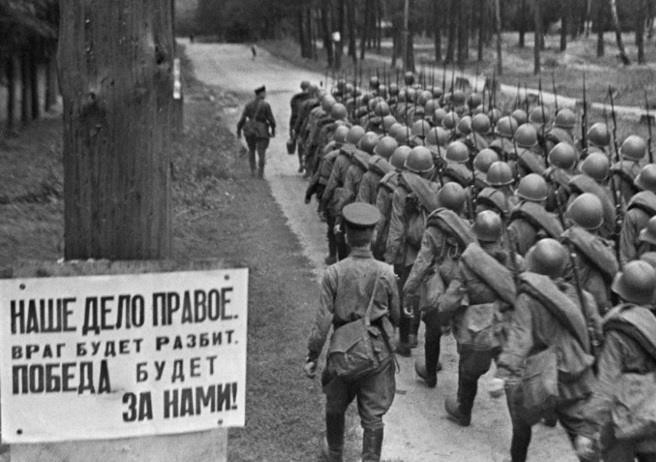 НАШЕ ДЕЛО ПРАВОЕ.
ВРАГ БУДЕТ РАЗБИТ.
ПОБЕДА БУДЕТ
ЗА НАМИ!